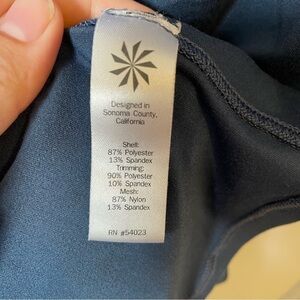 Designed in
Sonoma County,
California
Shell:
87% Polyester
13% Spandex
Trimming:
90% Polyester
10% Spandex
Mesh:
87% Nylon
13% Spandex
RN #54023